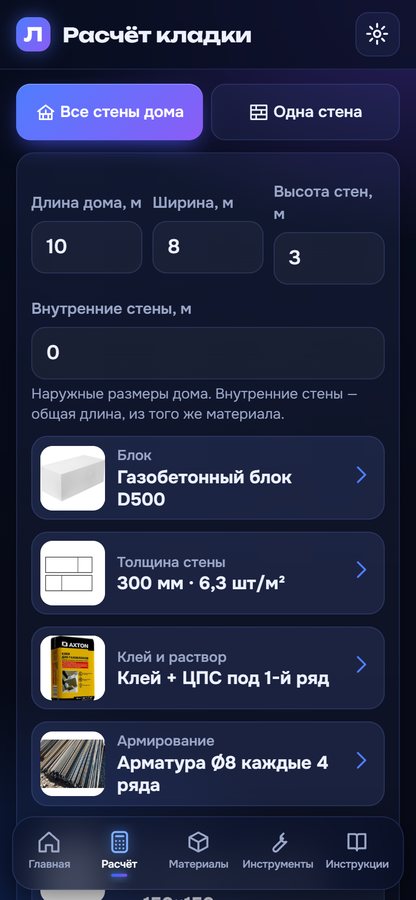 Л Расчёт кладки
Все стены дома Одна стена
Длина дома, м Ширина, м Высота стен, м
10 8 3
Внутренние стены, м
0
Наружные размеры дома. Внутренние стены —
общая длина, из того же материала.
Блок
Газобетонный блок
D500
Толщина стены
300 мм · 6,3 шт/м²
AXTON
Клей и раствор
Клей + ЦПС под 1-й ряд
Армирование
Арматура Ø8 каждые 4
ряда
Главная Расчёт Материалы Инструменты Инструкции